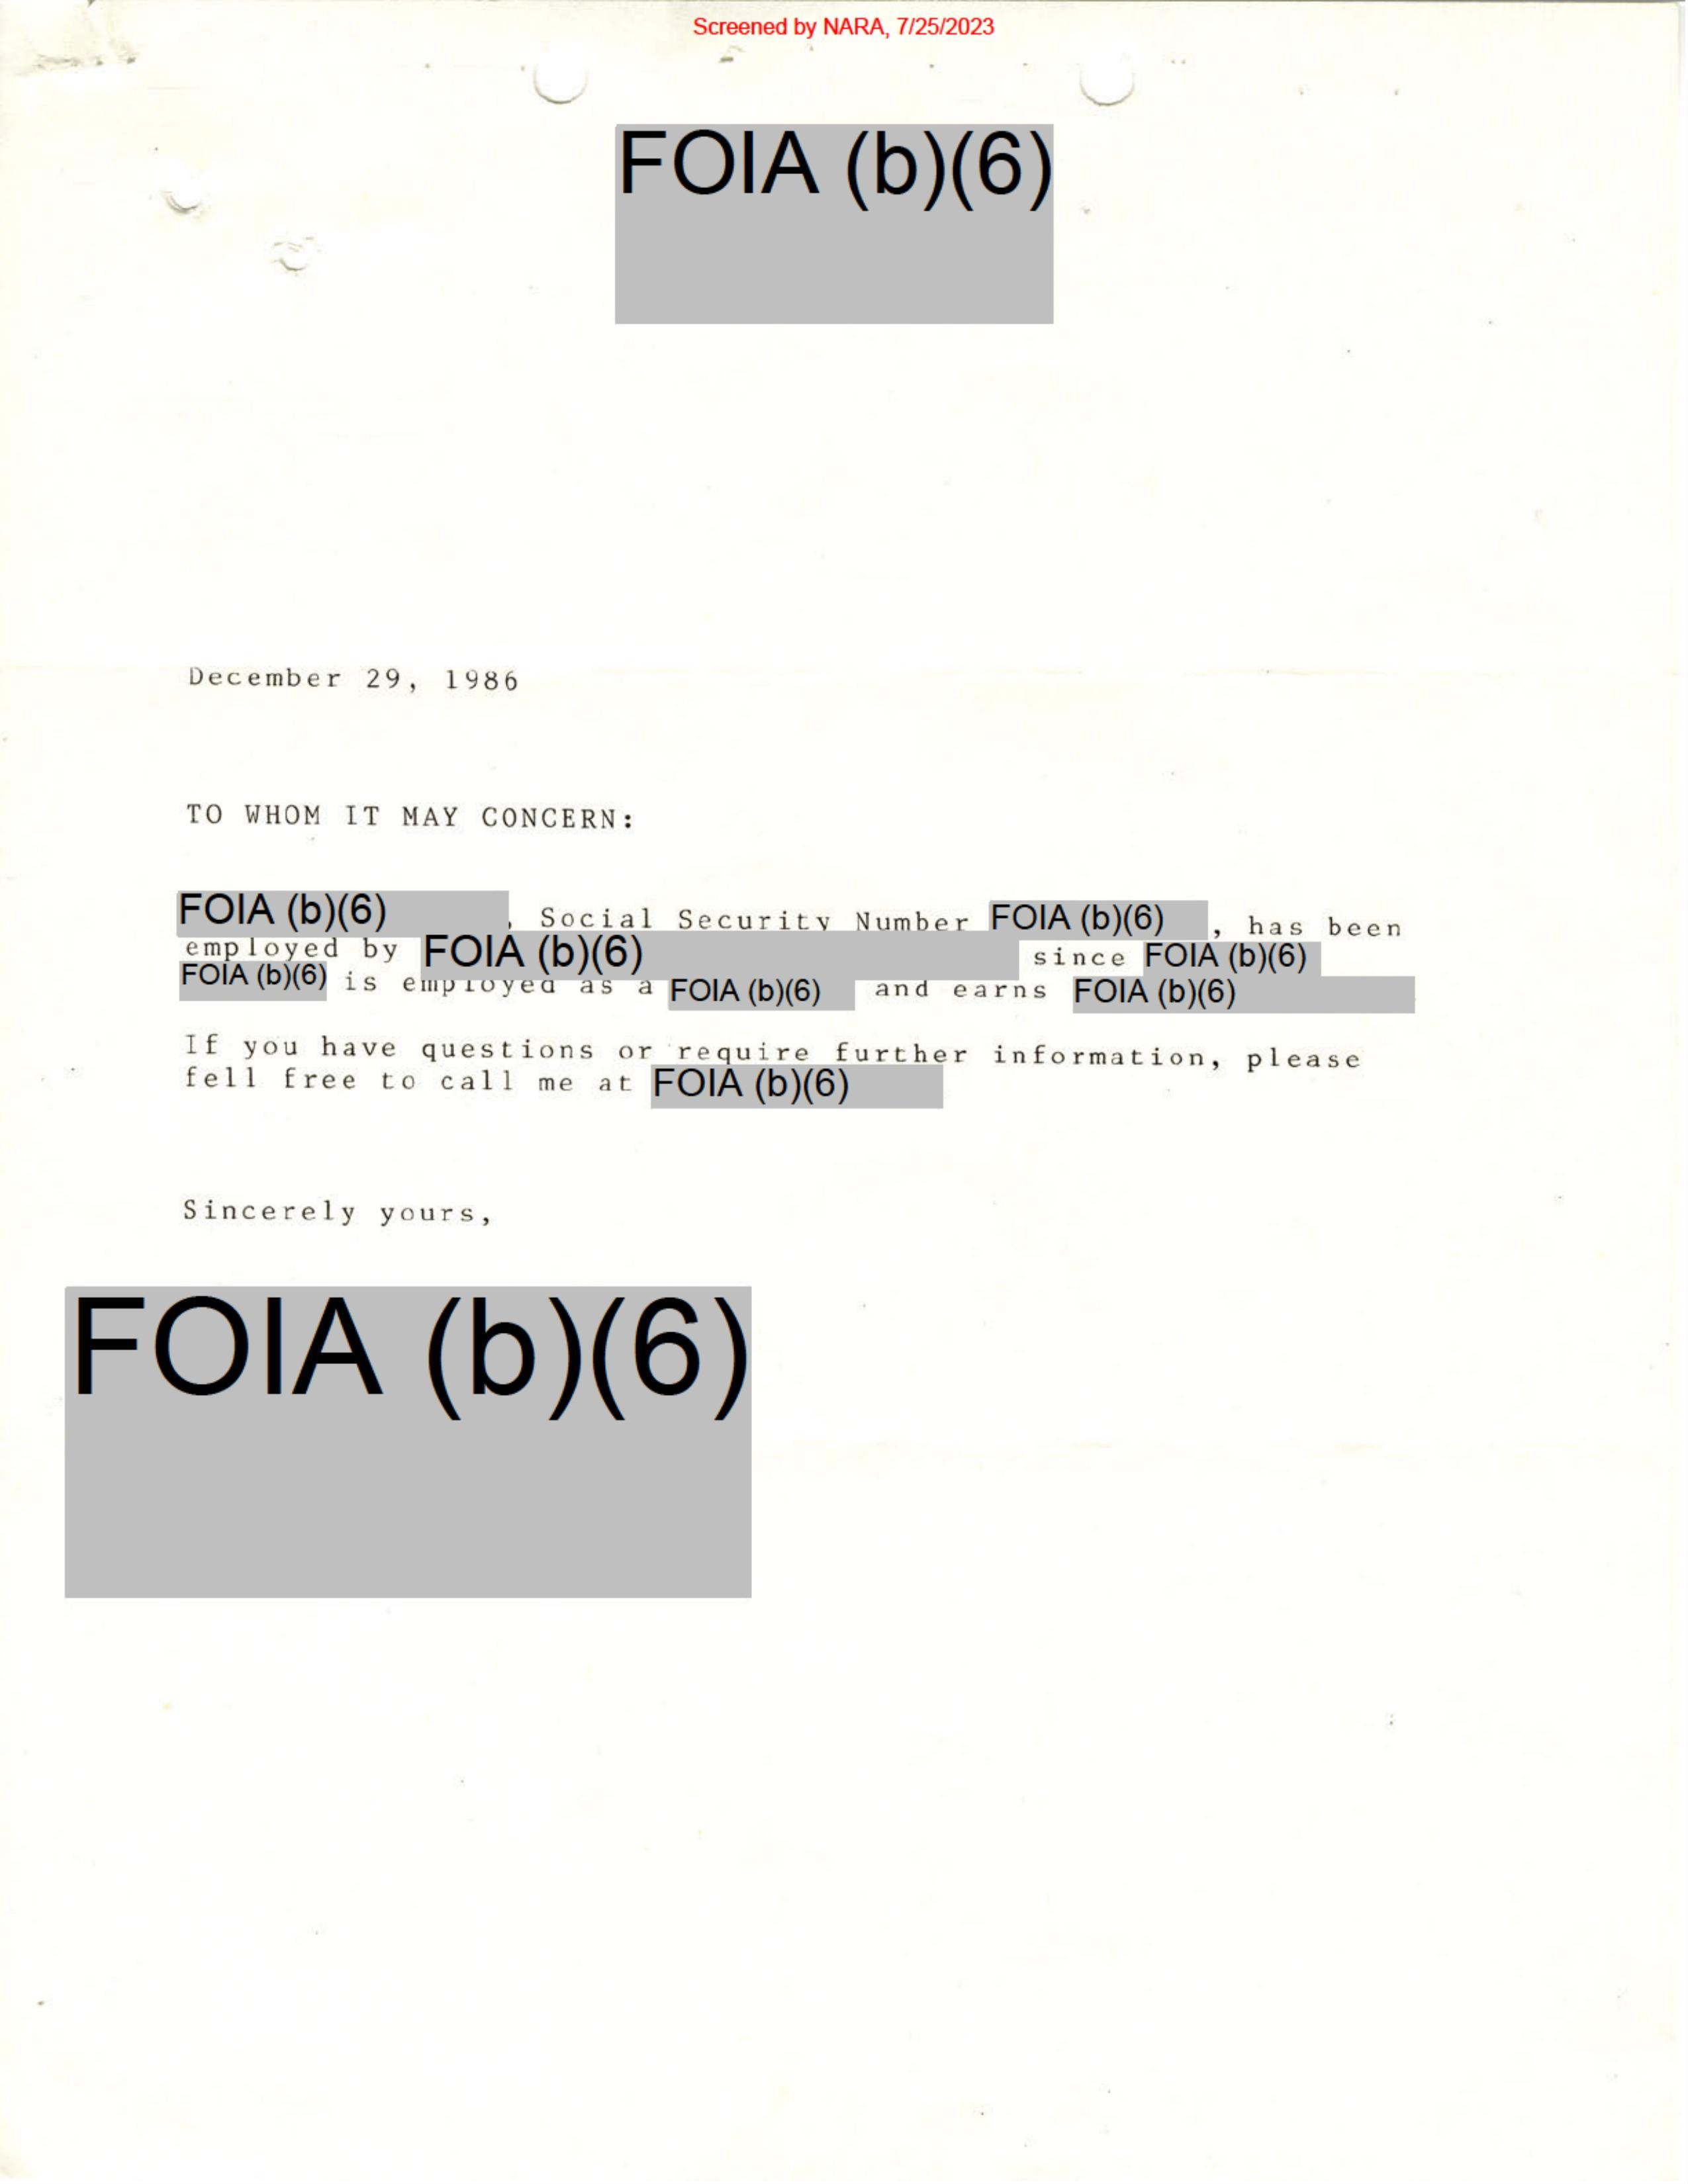 Screened by NARA, 7/25/2023
FOIA (b)(6)
December 29, 1986
TO WHOM IT MAY CONCERN:
FOIA (b)(6) , Social Security Number FOIA (b)(6) , has been
employed by FOIA (b)(6) since FOIA (b)(6)
FOIA (b)(6) is employed as a FOIA (b)(6) and earns FOIA (b)(6)
If you have questions or require further information, please
fell free to call me at FOIA (b)(6)
Sincerely yours,
FOIA (b)(6)